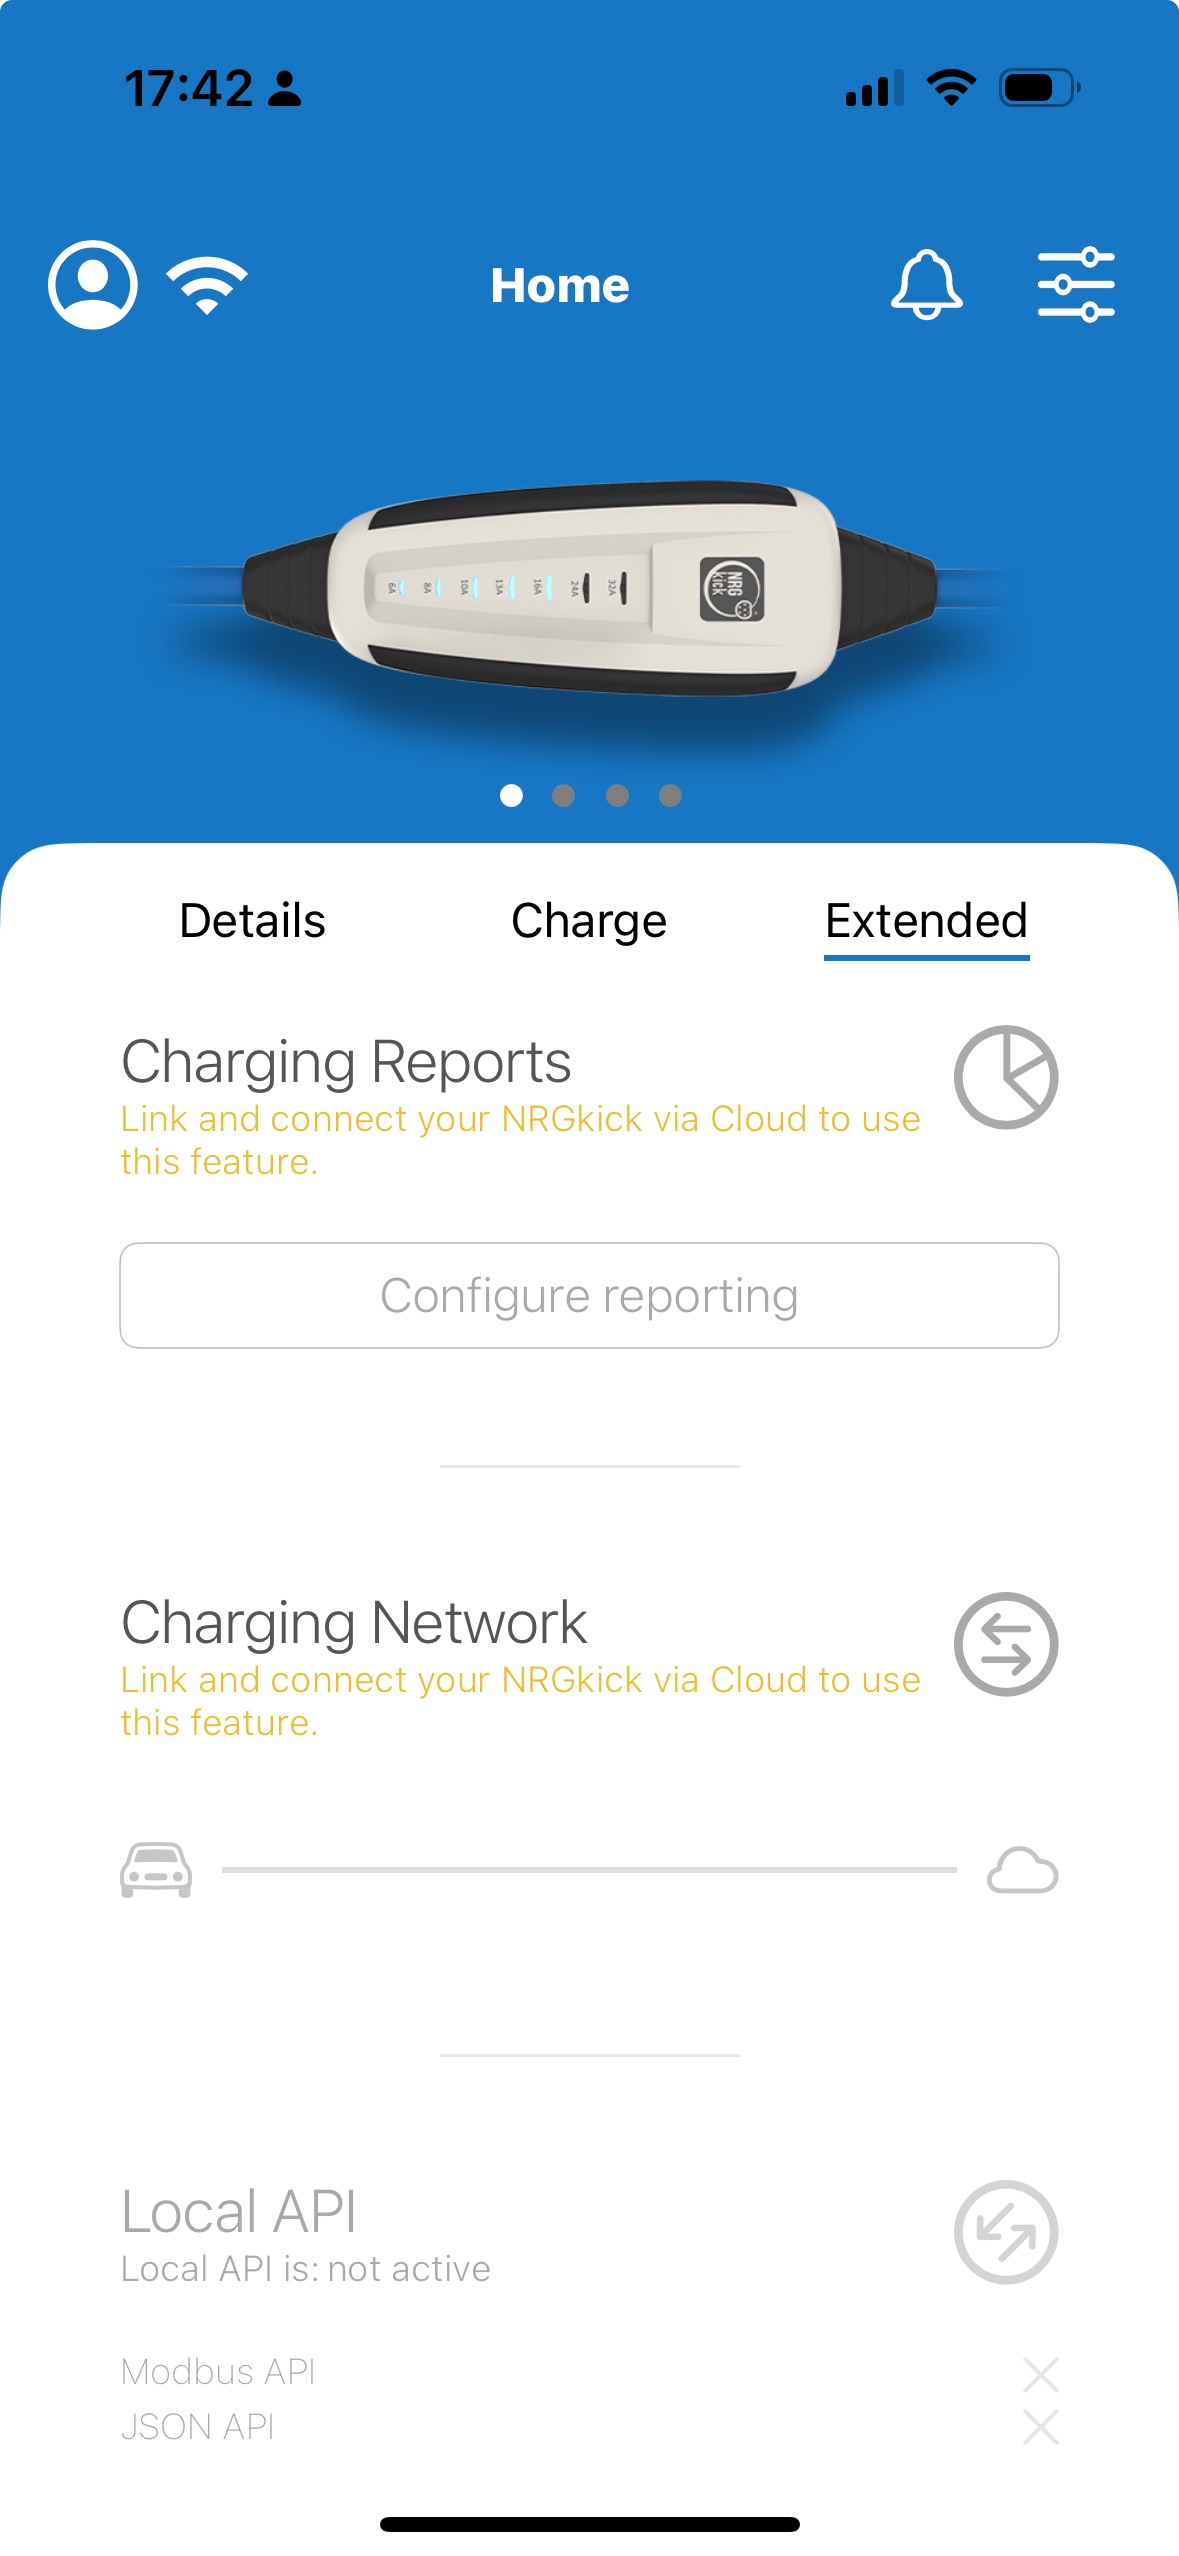 17:42
Home
6A
8A
10A
13A
16A
24A
32A
NRG
kick
Details
Charge
Extended
Charging Reports
Link and connect your NRGkick via Cloud to use
this feature.
Configure reporting
Charging Network
Link and connect your NRGkick via Cloud to use
this feature.
Local API
Local API is: not active
Modbus API
JSON API